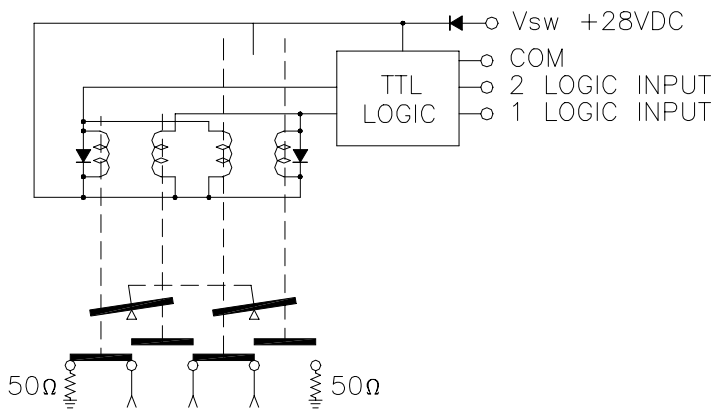 Vsw +28VDC
COM
TTL
LOGIC
2 LOGIC INPUT
1 LOGIC INPUT
50Ω
50Ω